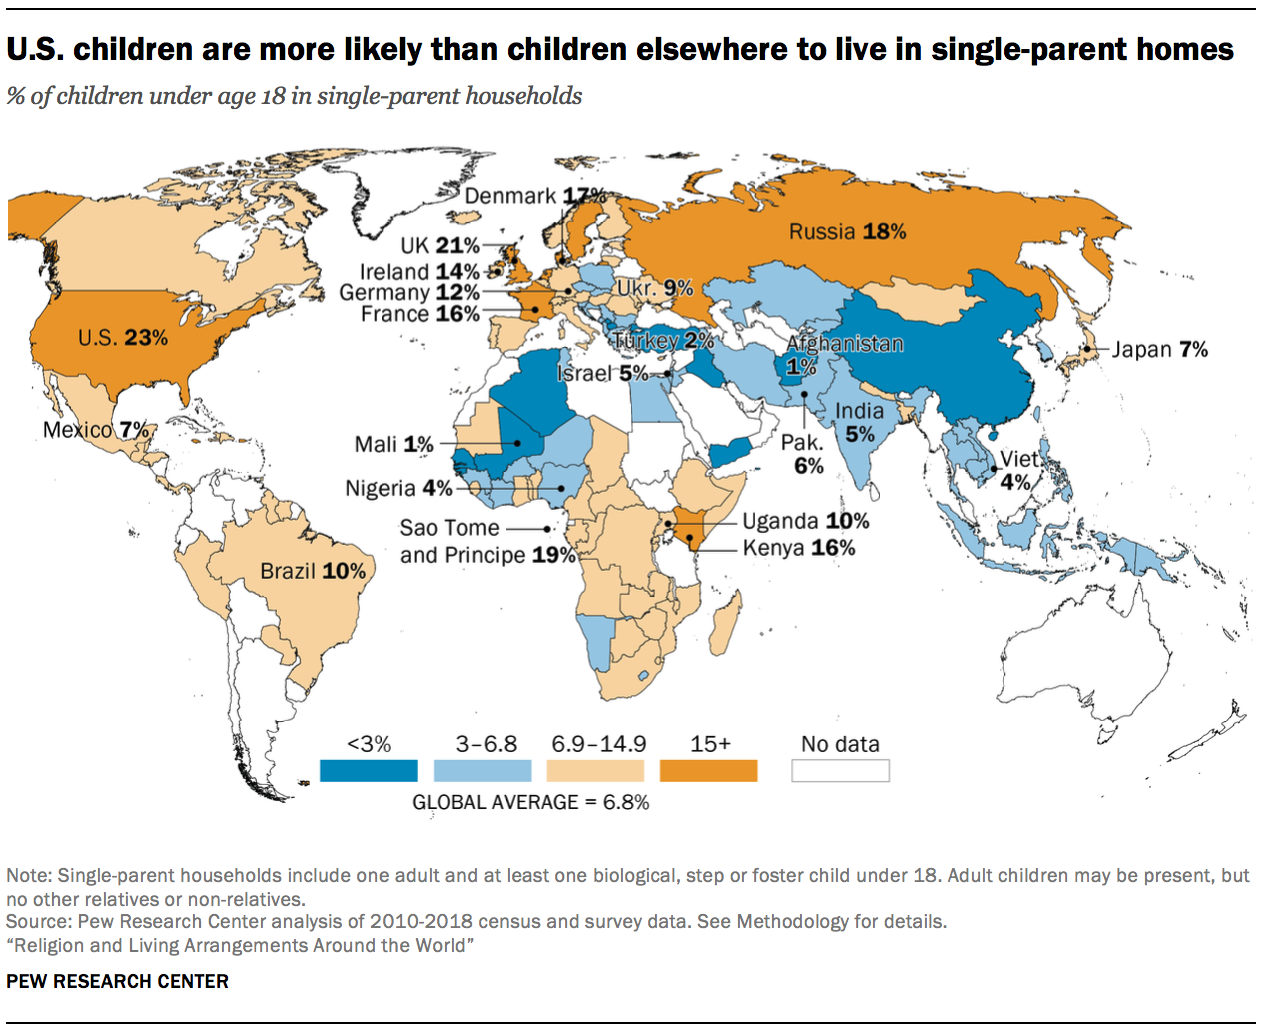 U.S. children are more likely than children elsewhere to live in single-parent homes
% of children under age 18 in single-parent households
Denmark 17%
Russia 18%
UK 21%
Ireland 14%
Germany 12%
Ukr. 9%
France 16%
U.S. 23%
Turkey 2%
Afghanistan
1%
Japan 7%
Israel 5%
India
5%
Mexico 7%
Mali 1%
Pak.
6%
Viet.
4%
Nigeria 4%
Sao Tome
and Principe 19%
Uganda 10%
Kenya 16%
Brazil 10%
<3% 3–6.8 6.9–14.9 15+ No data
GLOBAL AVERAGE = 6.8%
Note: Single-parent households include one adult and at least one biological, step or foster child under 18. Adult children may be present, but
no other relatives or non-relatives.
Source: Pew Research Center analysis of 2010-2018 census and survey data. See Methodology for details.
“Religion and Living Arrangements Around the World”
PEW RESEARCH CENTER